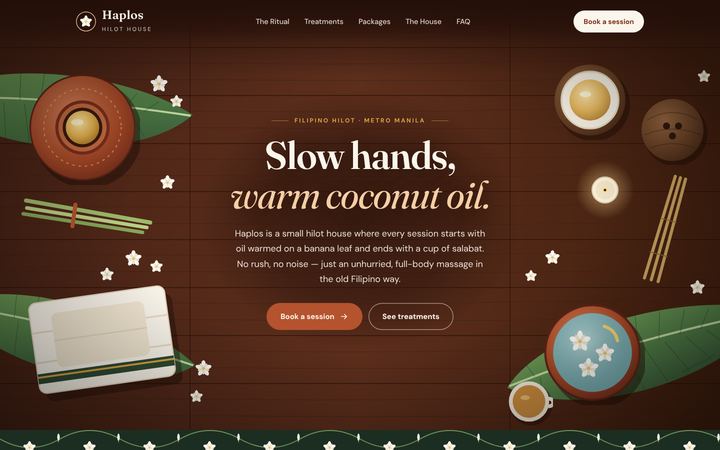 Haplos
HILOT HOUSE
The Ritual
Treatments
Packages
The House
FAQ
Book a session
FILIPINO HILOT · METRO MANILA
Slow hands,
warm coconut oil.
Haplos is a small hilot house where every session starts with
oil warmed on a banana leaf and ends with a cup of salabat.
No rush, no noise — just an unhurried, full-body massage in
the old Filipino way.
Book a session →
See treatments